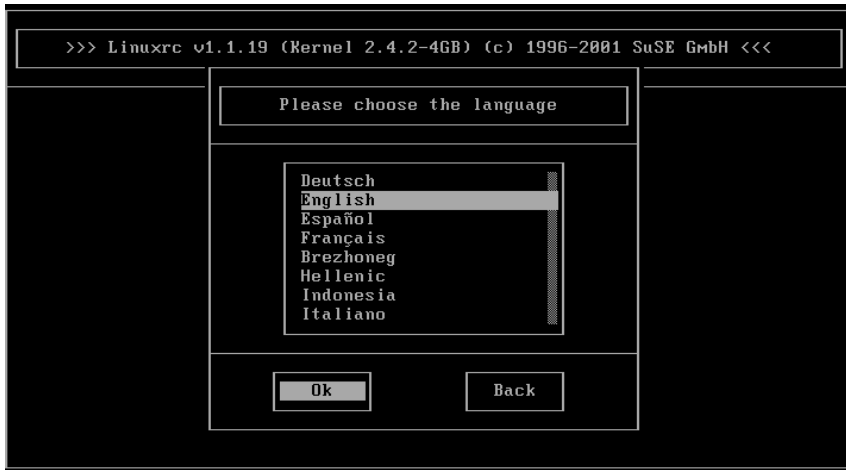 >>> Linuxrc v1.1.19 (Kernel 2.4.2-4GB) (c) 1996-2001 SuSE GmbH <<<
Please choose the language
Deutsch
English
Español
Français
Brezhoneg
Hellenic
Indonesia
Italiano
Ok
Back